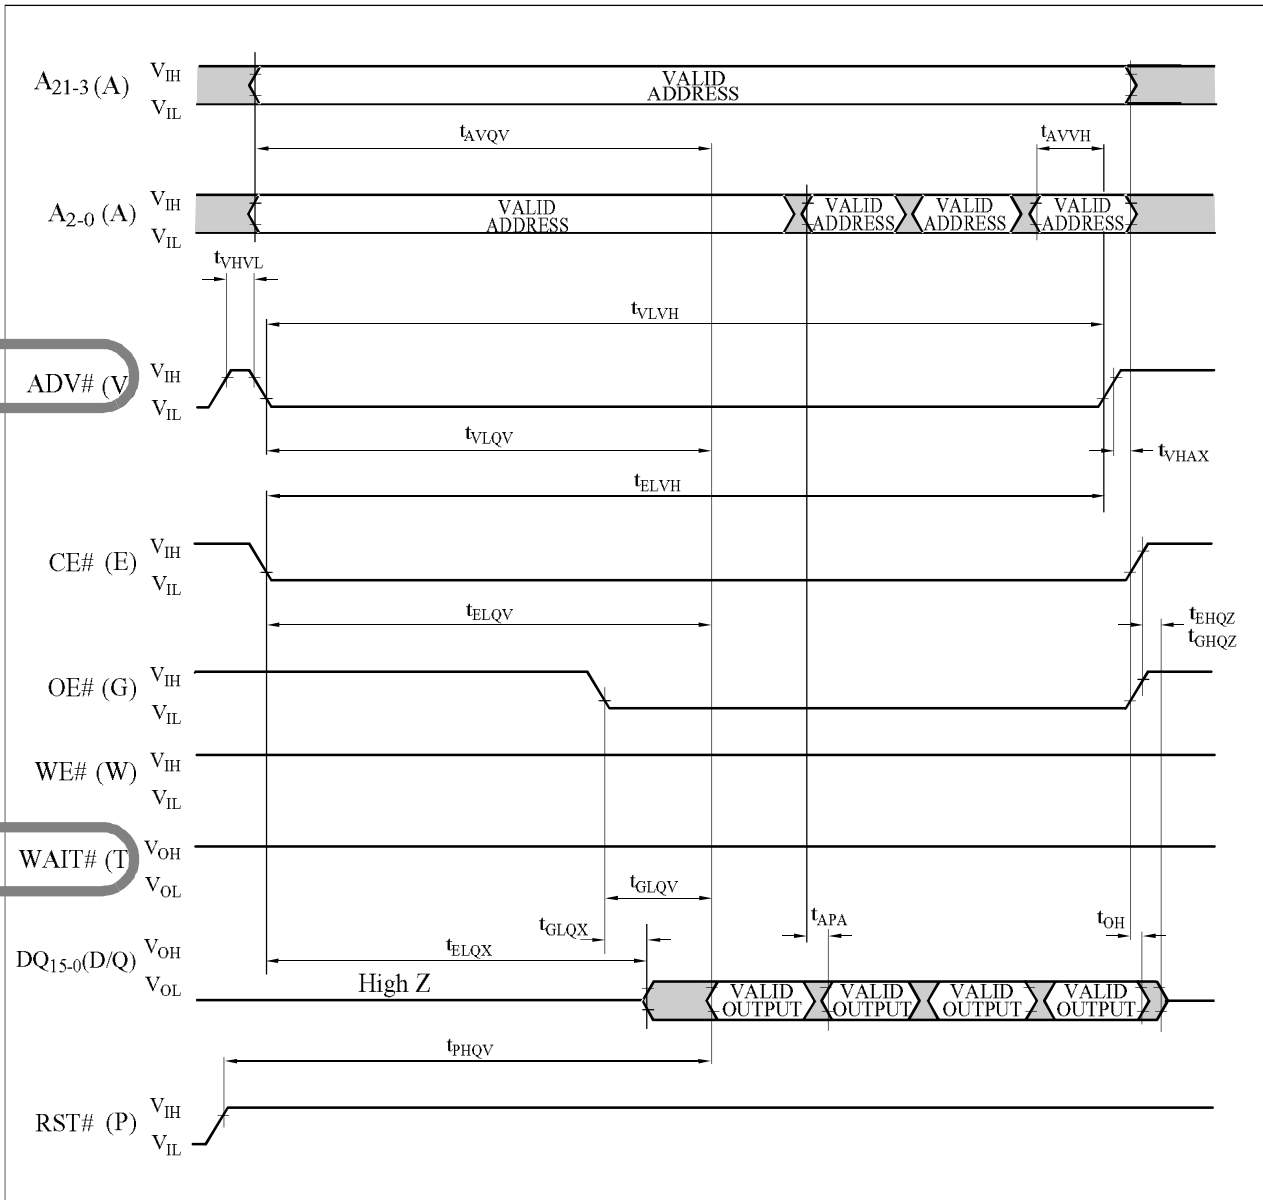 A21-3 (A) VIH VIL VALID ADDRESS
tAVQV tAVVH
A2-0 (A) VIH VIL VALID ADDRESS VALID ADDRESS VALID ADDRESS VALID ADDRESS
tVHVL
tVLVH
ADV# (V VIH VIL
tVLQV tVHAX
tELVH
CE# (E) VIH VIL
tELQV tEHQZ
tGHQZ
OE# (G) VIH VIL
WE# (W) VIH VIL
WAIT# (T VOH VOL
tGLQV
tGLQX tAPA tOH
tELQX
DQ15-0(D/Q) VOH VOL High Z VALID OUTPUT VALID OUTPUT VALID OUTPUT VALID OUTPUT
tPHQV
RST# (P) VIH VIL